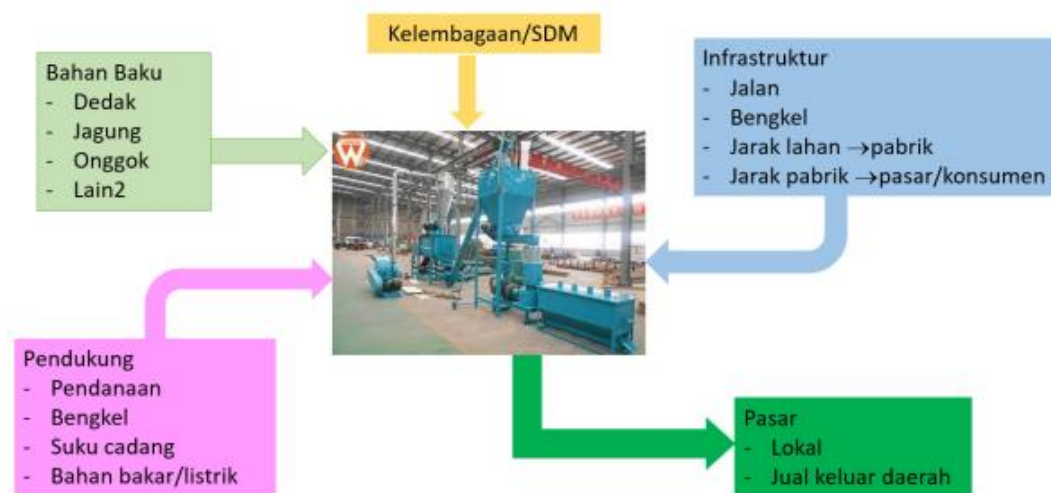 Kelembagaan/SDM
Bahan Baku
- Dedak
- Jagung
- Onggok
- Lain2
Infrastruktur
- Jalan
- Bengkel
- Jarak lahan →pabrik
- Jarak pabrik →pasar/konsumen
W
Pendukung
- Pendanaan
- Bengkel
- Suku cadang
- Bahan bakar/listrik
Pasar
- Lokal
- Jual keluar daerah